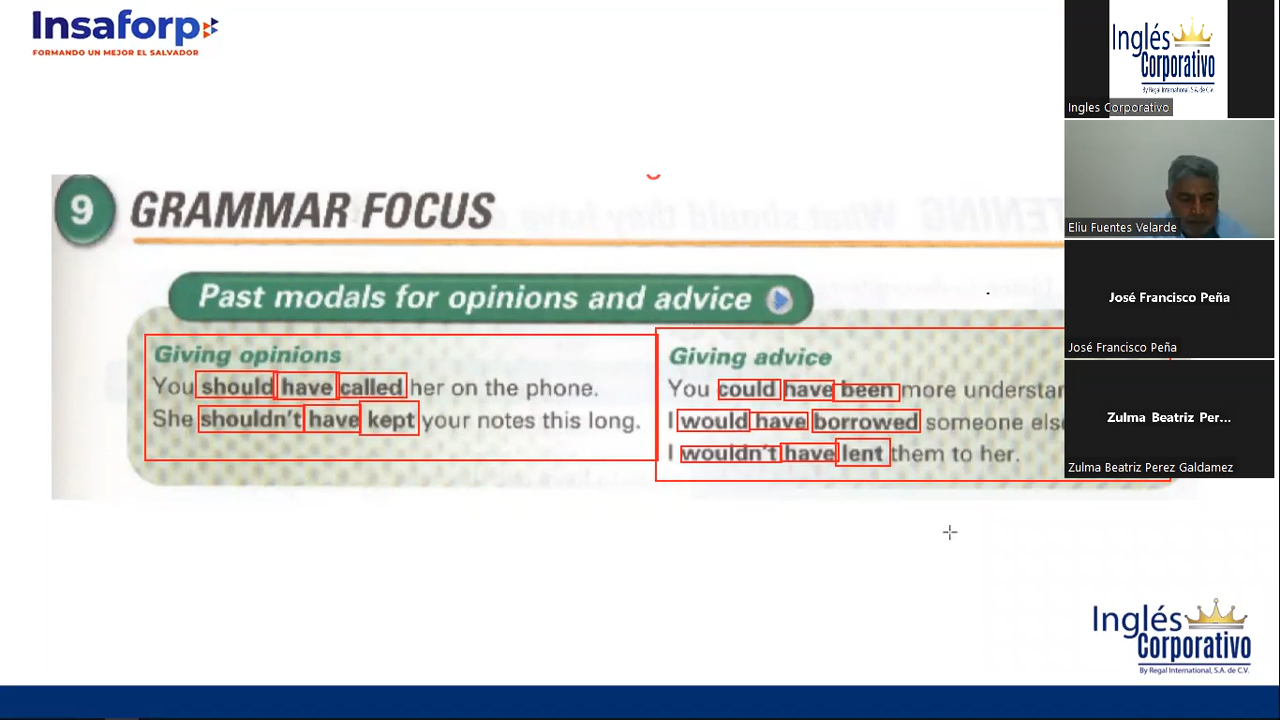 Insaforp
FORMANDO UN MEJOR EL SALVADOR
9 GRAMMAR FOCUS
Past modals for opinions and advice
Giving opinions
You should have called her on the phone.
She shouldn't have kept your notes this long.
Giving advice
You could have been more
I would have borrowed someone
I wouldn't have lent them to her.
Inglés
Corporativo
By Regal International, S.A. de C.V.
Ingles Corporativo
Eliu Fuentes Velarde
José Francisco Peña
José Francisco Peña
Zulma Beatriz Per...
Zulma Beatriz Perez Galdamez
Inglés
Corporativo
By Regal International, S.A. de C.V.